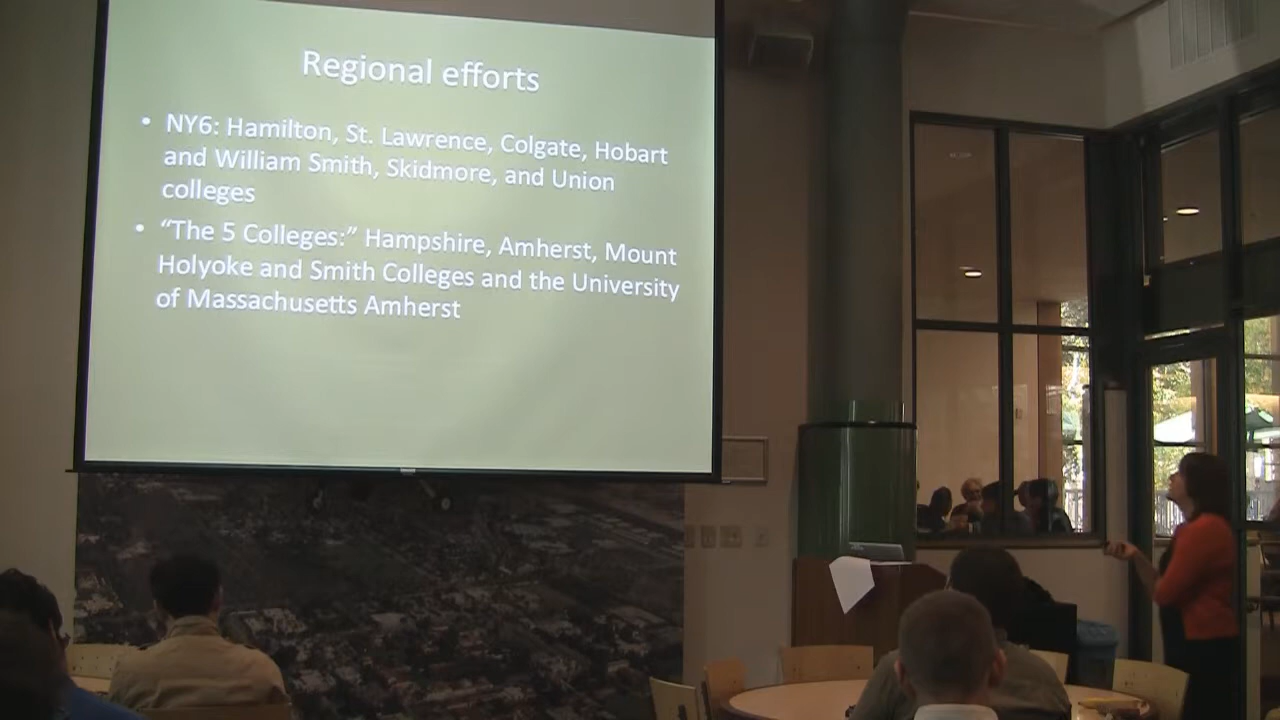 Regional efforts
• NY6: Hamilton, St. Lawrence, Colgate, Hobart
and William Smith, Skidmore, and Union
colleges
• “The 5 Colleges:” Hampshire, Amherst, Mount
Holyoke and Smith Colleges and the University
of Massachusetts Amherst